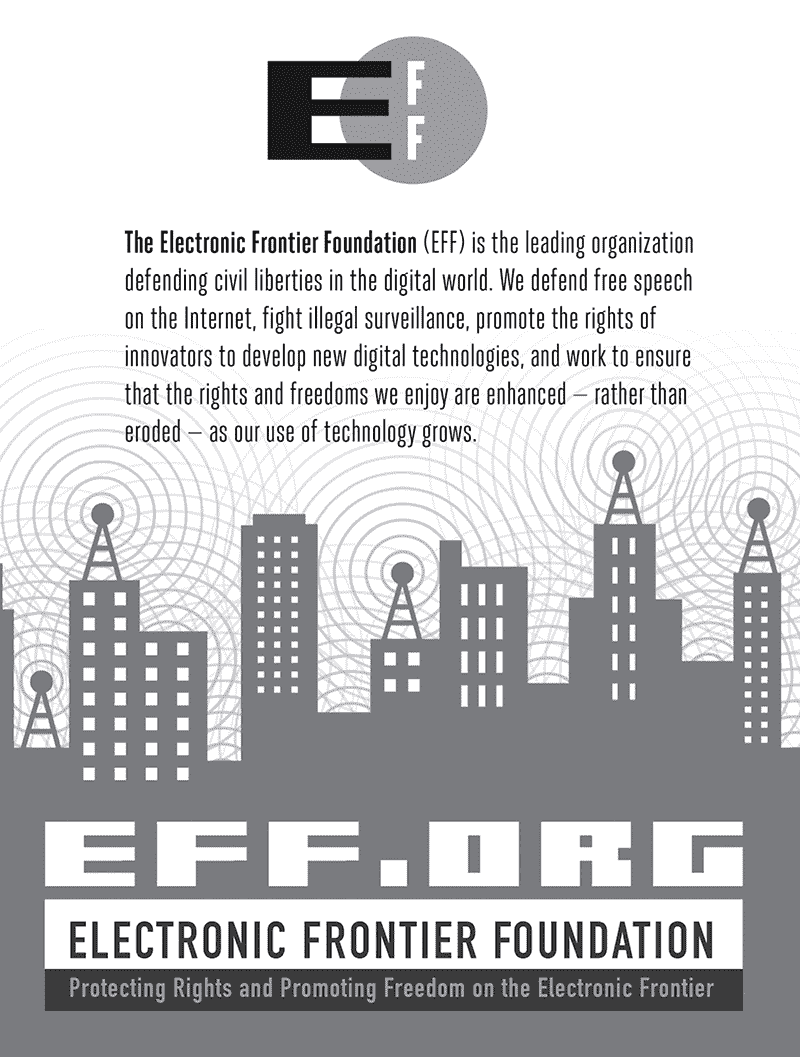 E F
F
The Electronic Frontier Foundation (EFF) is the leading organization
defending civil liberties in the digital world. We defend free speech
on the Internet, fight illegal surveillance, promote the rights of
innovators to develop new digital technologies, and work to ensure
that the rights and freedoms we enjoy are enhanced – rather than
eroded – as our use of technology grows.
EFF.ORG
ELECTRONIC FRONTIER FOUNDATION
Protecting Rights and Promoting Freedom on the Electronic Frontier